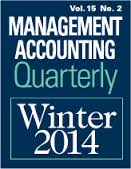 Vol. 15 No. 2
MANAGEMENT
ACCOUNTING
Quarterly
Winter
2014